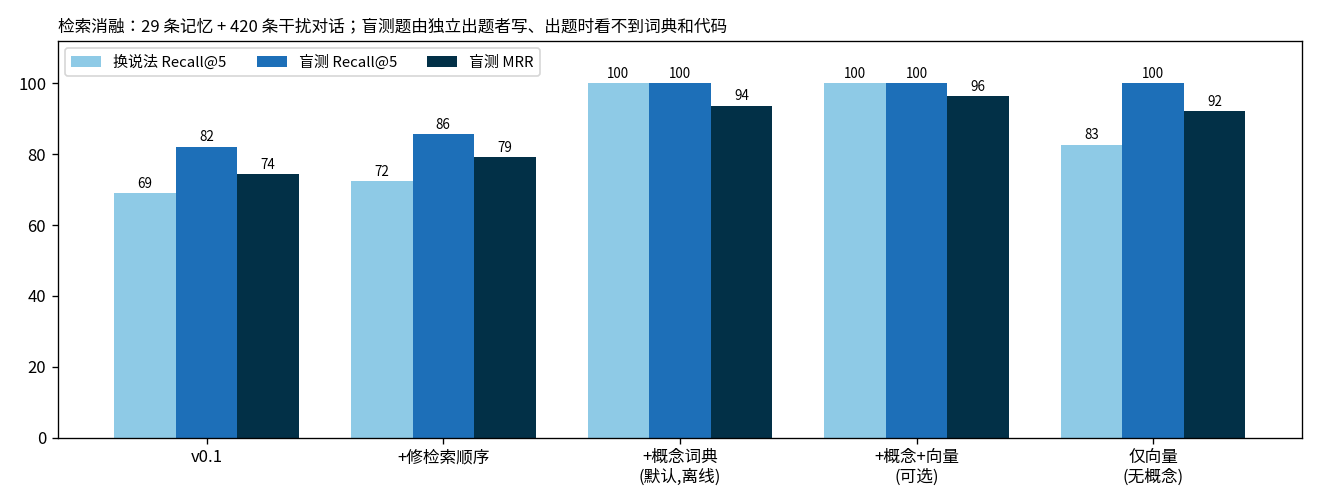 检索消融：29 条记忆 + 420 条干扰对话；盲测题由独立出题者写、出题时看不到词典和代码
换说法 Recall@5 盲测 Recall@5 盲测 MRR
100
80
60
40
20
0
69 82 74
72 86 79
100 100 94
100 100 96
83 100 92
v0.1
+修检索顺序
+概念词典
(默认,离线)
+概念+向量
(可选)
仅向量
(无概念)